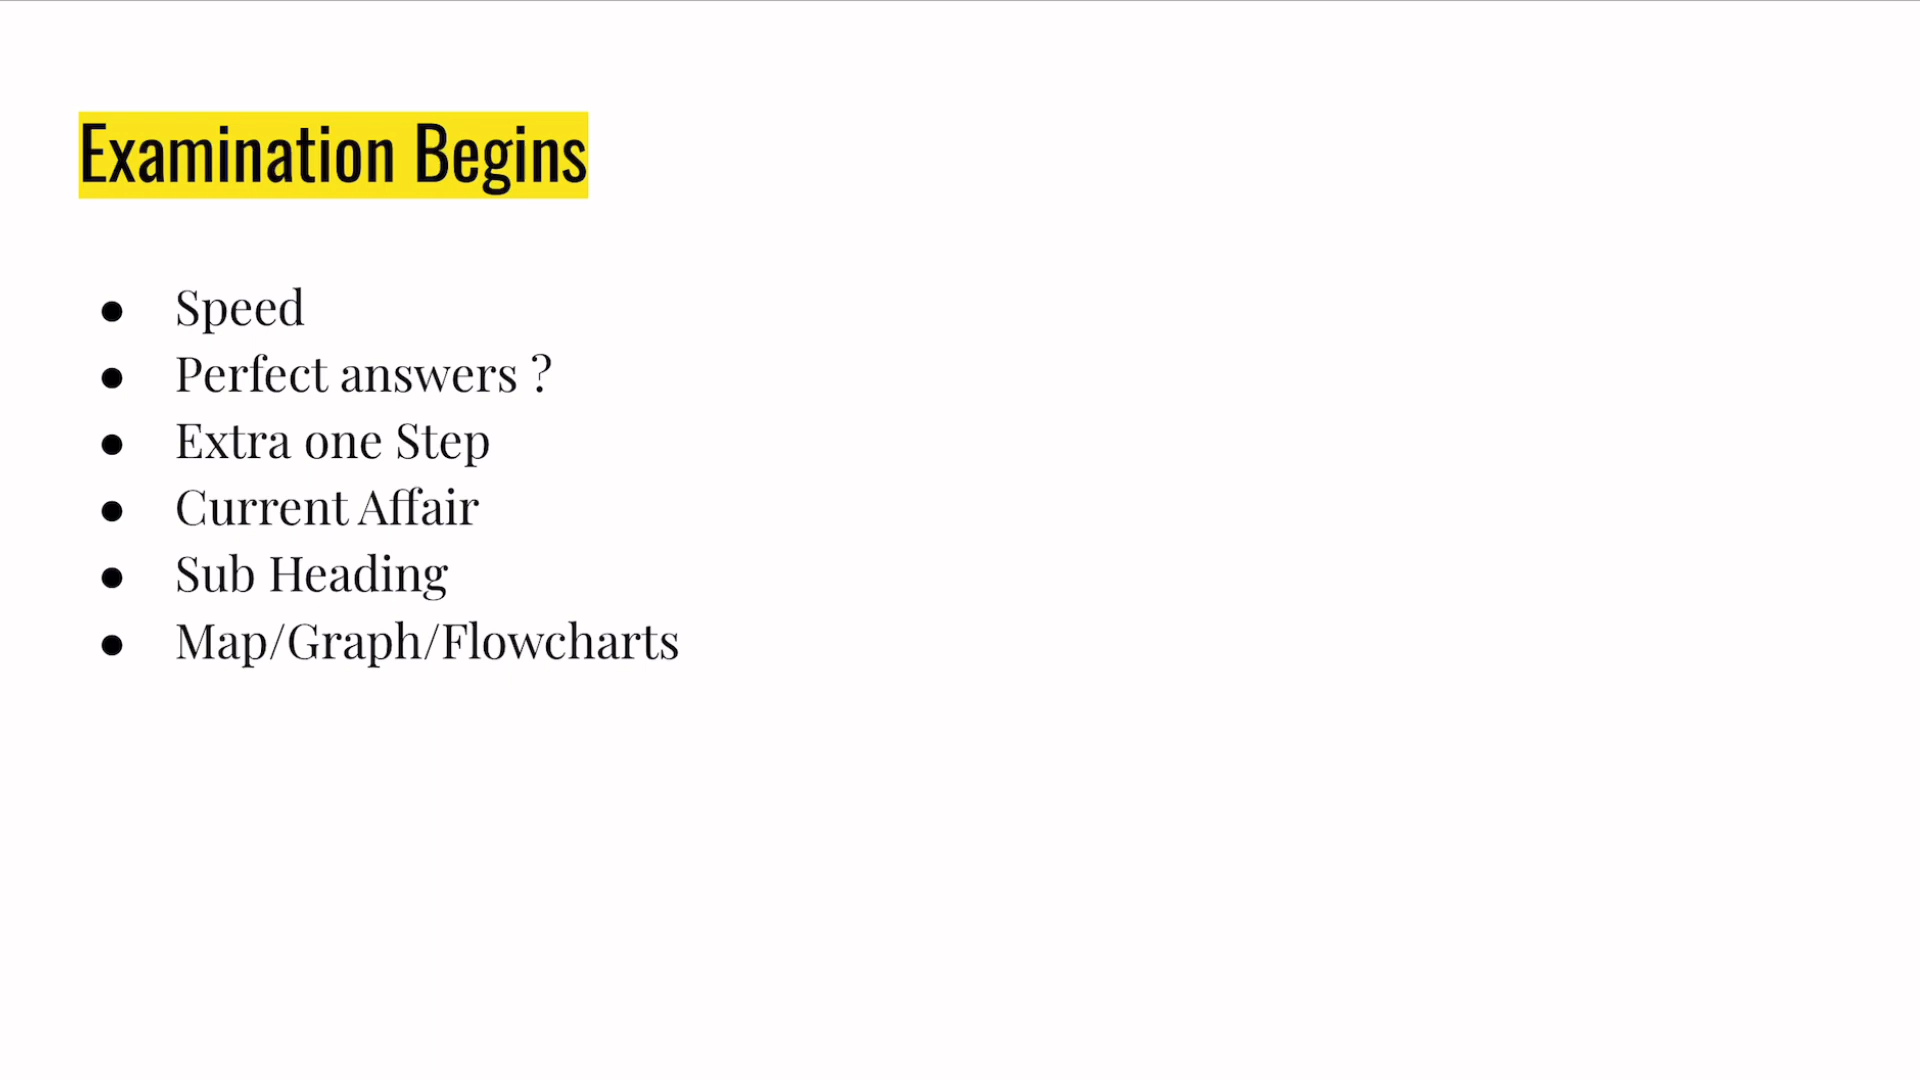 Examination Begins
● Speed
● Perfect answers ?
● Extra one Step
● Current Affair
● Sub Heading
● Map/Graph/Flowcharts